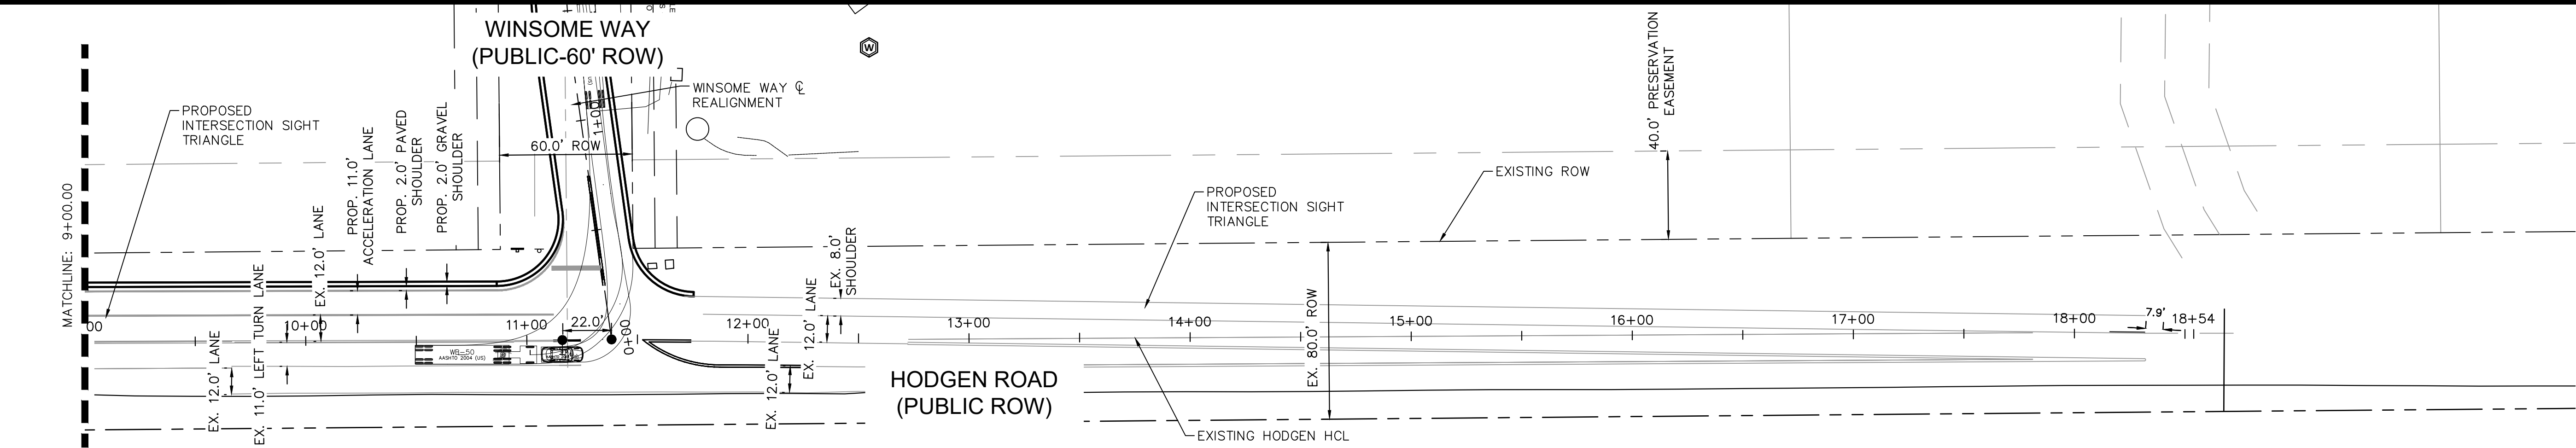 WINSOME WAY
(PUBLIC-60' ROW)
W
WINSOME WAY ℄
REALIGNMENT
1+00
60.0' ROW
PROPOSED
INTERSECTION SIGHT
TRIANGLE
MATCHLINE: 9+00.00
PROP. 11.0'
ACCELERATION LANE
PROP. 2.0' PAVED
SHOULDER
PROP. 2.0' GRAVEL
SHOULDER
EX. 12.0' LANE
EX. 12.0' LANE
EX. 11.0' LEFT TURN LANE
WB-50
AASHTO 2004 (US)
22.0'
0+00
00
10+00
11+00
12+00
13+00
14+00
15+00
16+00
17+00
18+00
18+54
7.9'
EX. 8.0'
SHOULDER
EX. 12.0' LANE
EX. 12.0' LANE
PROPOSED
INTERSECTION SIGHT
TRIANGLE
EXISTING ROW
40.0' PRESERVATION
EASEMENT
EX. 80.0' ROW
HODGEN ROAD
(PUBLIC ROW)
EXISTING HODGEN HCL